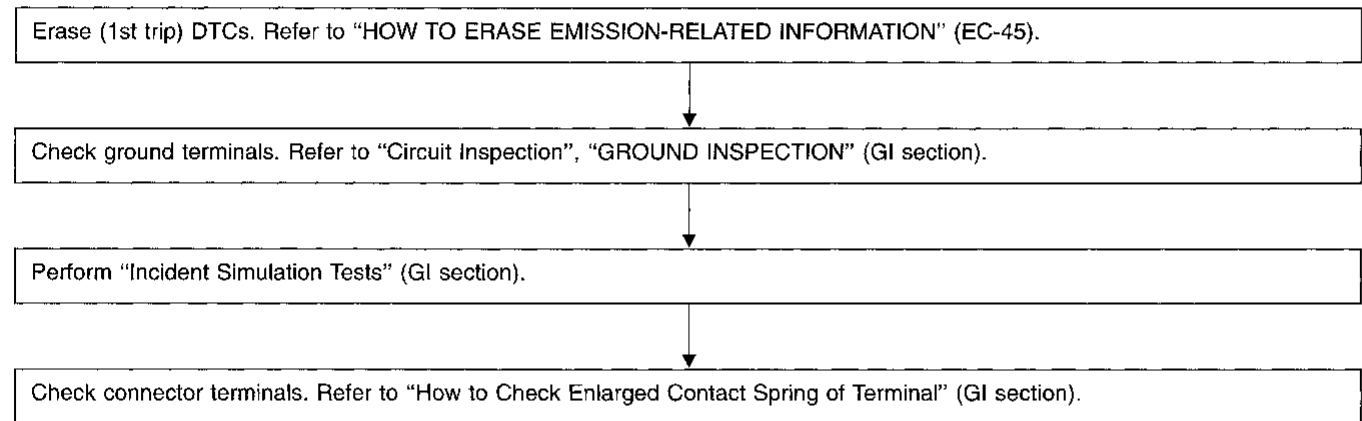 Erase (1st trip) DTCs. Refer to “HOW TO ERASE EMISSION-RELATED INFORMATION” (EC-45).
Check ground terminals. Refer to “Circuit Inspection”, “GROUND INSPECTION” (GI section).
Perform “Incident Simulation Tests” (GI section).
Check connector terminals. Refer to “How to Check Enlarged Contact Spring of Terminal” (GI section).